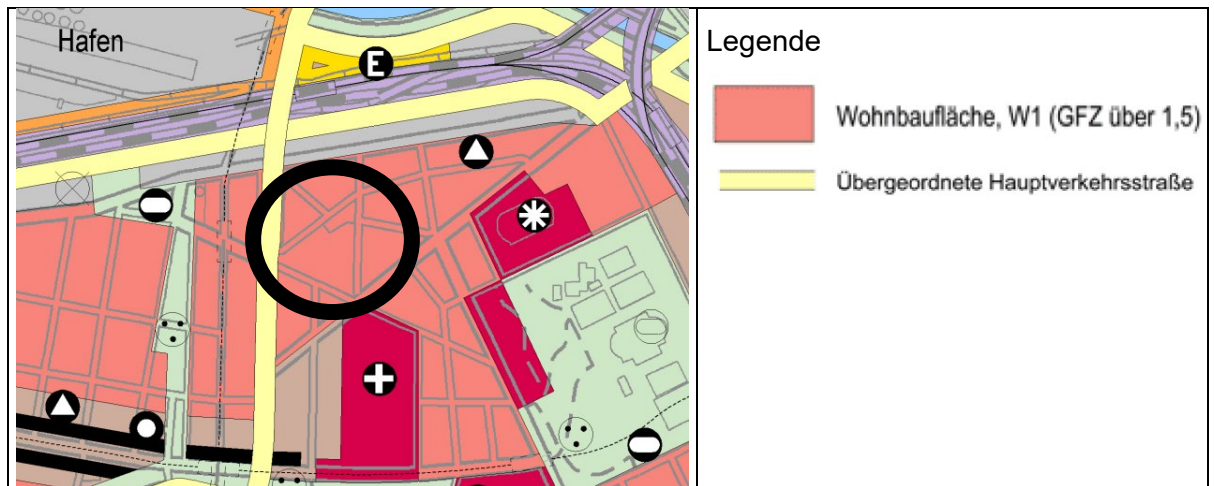 Hafen
E
Legende
Wohnbaufläche, W1 (GFZ über 1,5)
Übergeordnete Hauptverkehrsstraße